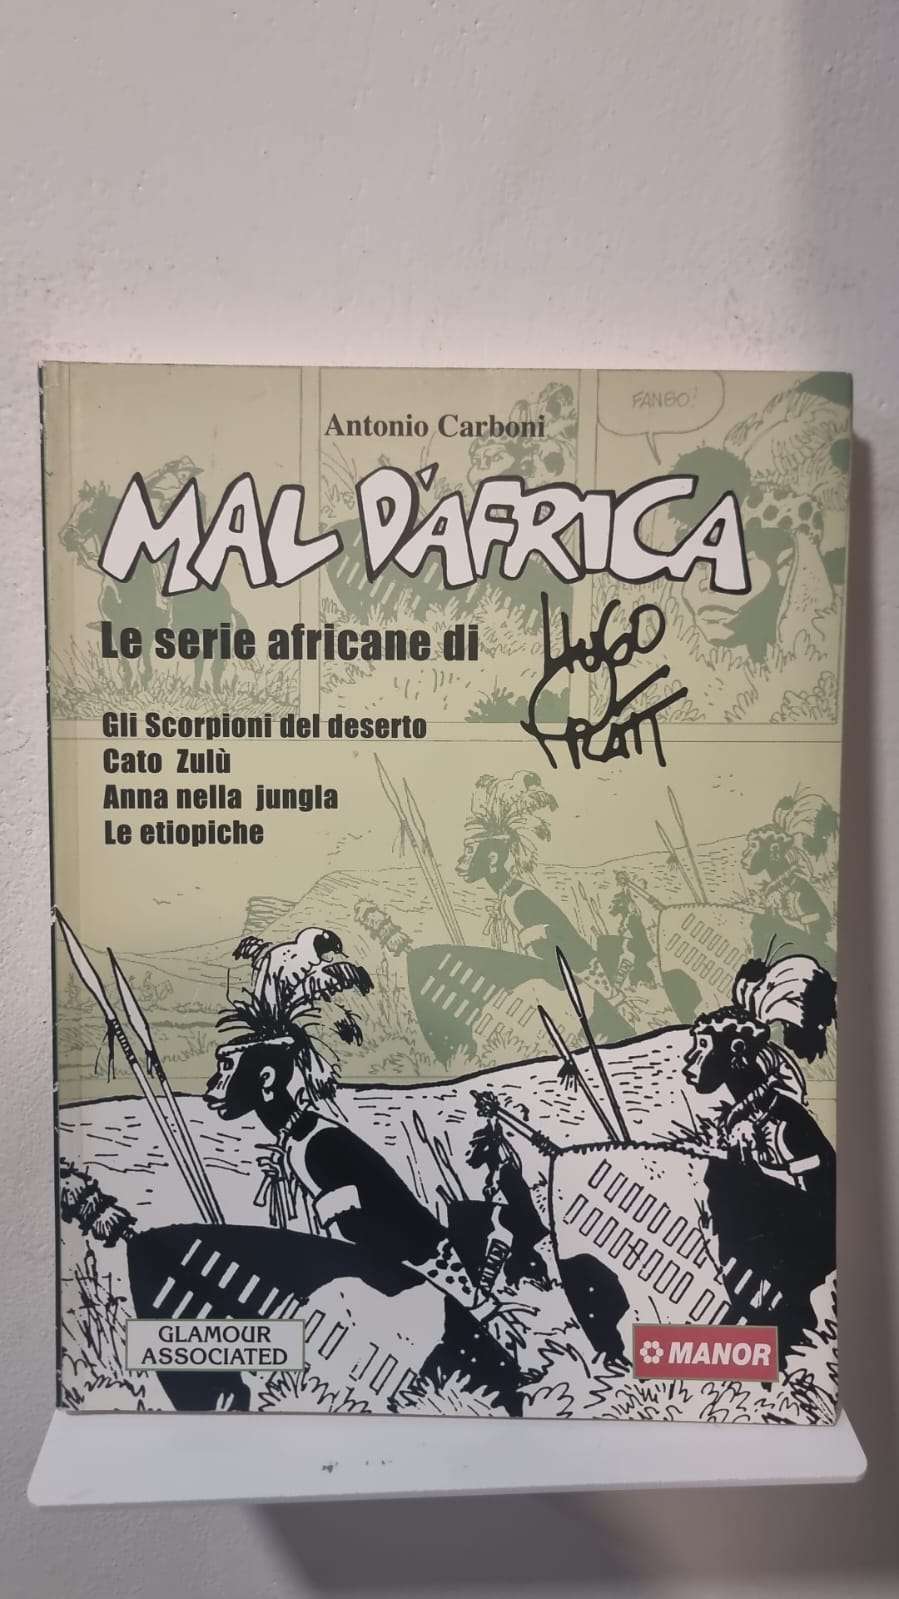 Antonio Carboni
FANGO!
MAL D'AFRICA
Le serie africane di
HUGO PRATT
Gli Scorpioni del deserto
Cato Zulù
Anna nella jungla
Le etiopiche
GLAMOUR
ASSOCIATED
MANOR